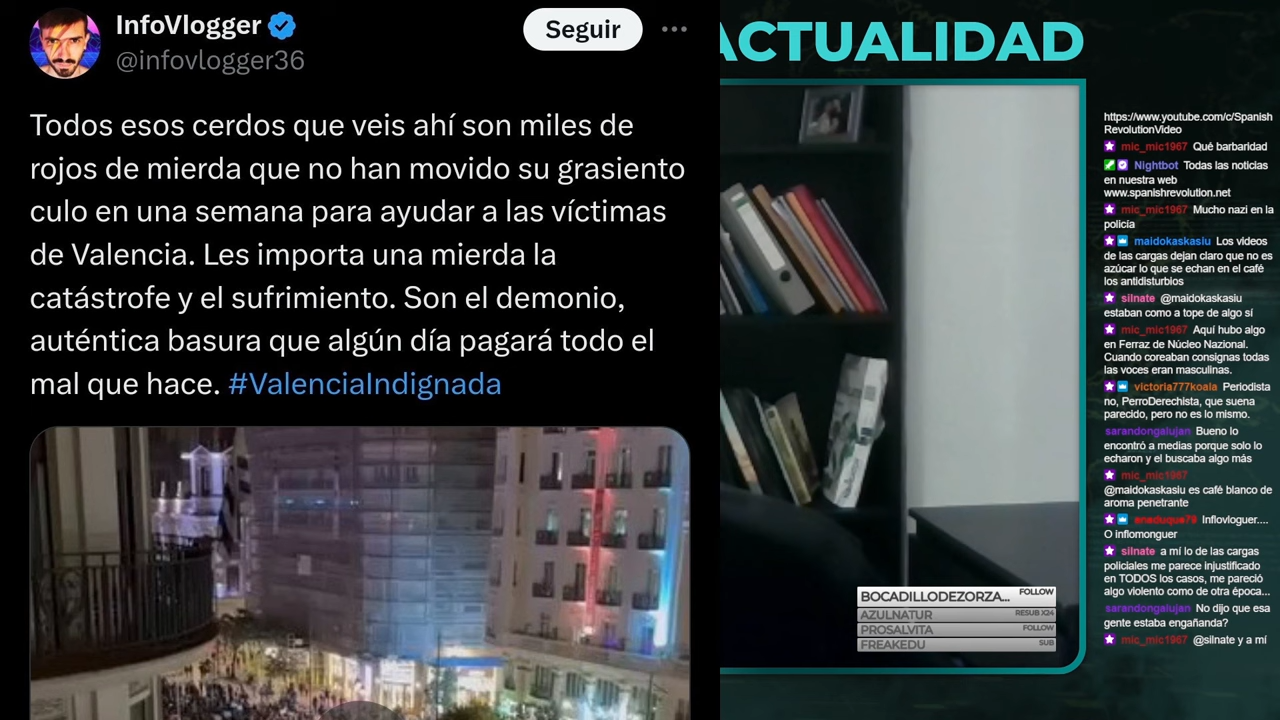 InfoVlogger
@infovlogger36
Seguir
Todos esos cerdos que veis ahí son miles de
rojos de mierda que no han movido su grasiento
culo en una semana para ayudar a las víctimas
de Valencia. Les importa una mierda la
catástrofe y el sufrimiento. Son el demonio,
auténtica basura que algún día pagará todo el
mal que hace. #ValenciaIndignada
ACTUALIDAD
BOCADILLODEZORZA... FOLLOW
AZULNATUR RESUB X24
PROSALVITA FOLLOW
FREAKEDU SUB
https://www.youtube.com/c/Spanish
RevolutionVideo
mic_mic1967 Qué barbaridad
Nightbot Todas las noticias
en nuestra web
www.spanishrevolution.net
mic_mic1967 Mucho nazi en la
policía
maidokaskasiu Los videos
de las cargas dejan claro que no es
azúcar lo que se echan en el café
los antidisturbios
silnate @maidokaskasiu
estaban como a tope de algo sí
mic_mic1967 Aquí hubo algo
en Ferraz de Núcleo Nacional.
Cuando coreaban consignas todas
las voces eran masculinas.
victoria777koala Periodista
no, PerroDerechista, que suena
parecido, pero no es lo mismo.
sarandongalujan Bueno lo
encontró a medias porque solo lo
echaron y el buscaba algo más
mic_mic1967
@maidokaskasiu es café blanco de
aroma penetrante
anaduqua79 Inflovloguer....
O inflomonguer
silnate a mí lo de las cargas
policiales me parece injustificado
en TODOS los casos, me pareció
algo violento como de otra época...
sarandongalujan No dijo que esa
gente estaba engañanda?
mic_mic1967 @silnate y a mí